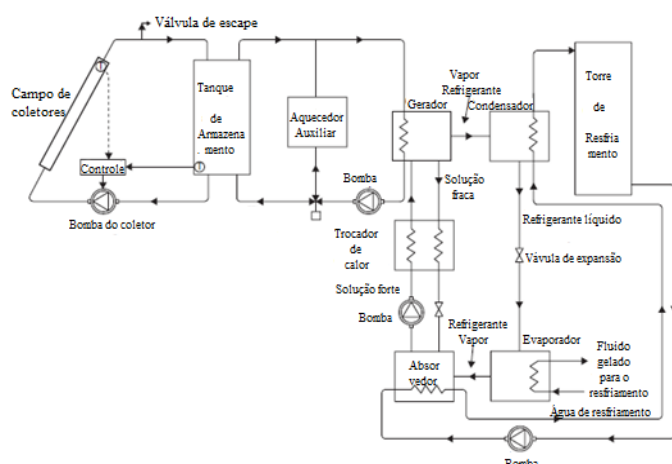 Válvula de escape
Campo de
coletores
T
Controle
Bomba do coletor
Tanque
de
Armazena
mento
T
Aquecedor
Auxiliar
Bomba
Gerador
Vapor
Refrigerante
Condensador
Torre
de
Resfria
mento
Solução
fraca
Trocador
de
calor
Refrigerante líquido
Vávula de expansão
Solução forte
Bomba
Refrigerante
Vapor
Evaporador
Absor
vedor
Fluido
gelado
para o
resfriamento
Água de resfriamento
Bomba